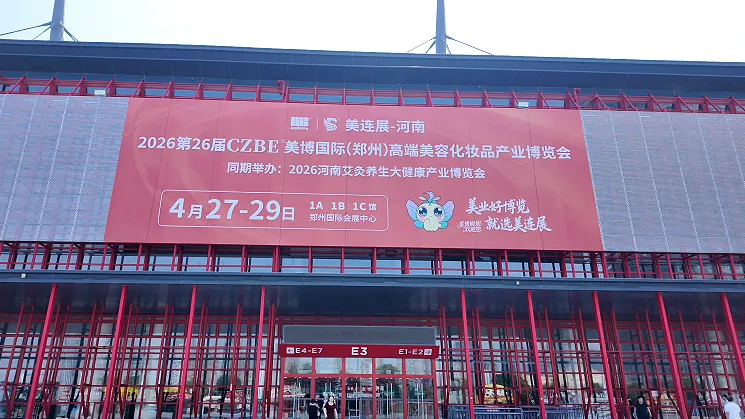 美连展-河南
2026第26届CZBE 美博国际(郑州)高端美容化妆品产业博览会
同期举办：2026河南艾灸养生大健康产业博览会
4月27-29日
1A 1B 1C馆
郑州国际会展中心
美业好博览
就选美连展
E4-E7
E3
E1-E2